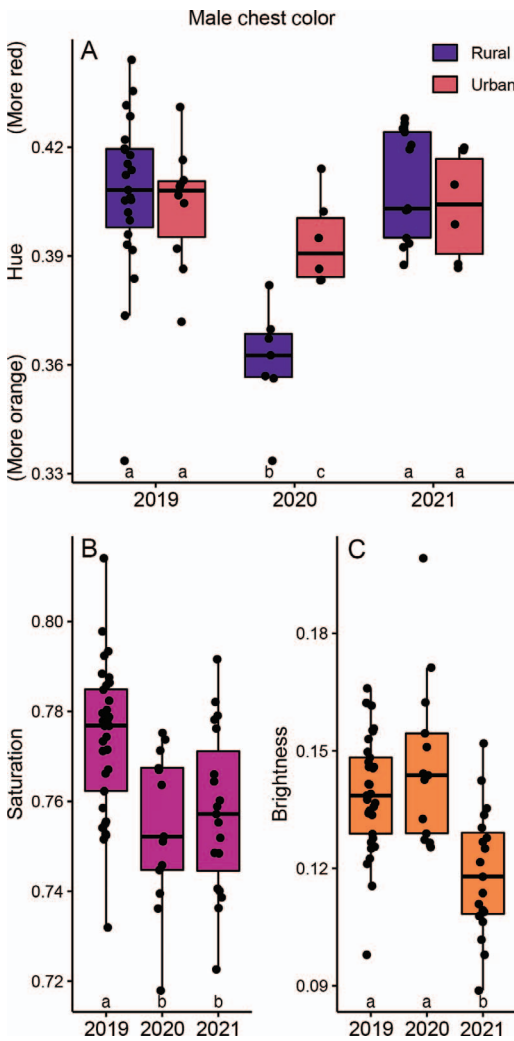 Male chest color
A
Rural
Urban
(More red)
Hue
(More orange)
0.42
0.39
0.36
0.33
a a b c a a
2019 2020 2021
B
Saturation
0.80
0.78
0.76
0.74
0.72
a b b
2019 2020 2021
C
Brightness
0.18
0.15
0.12
0.09
a a b
2019 2020 2021